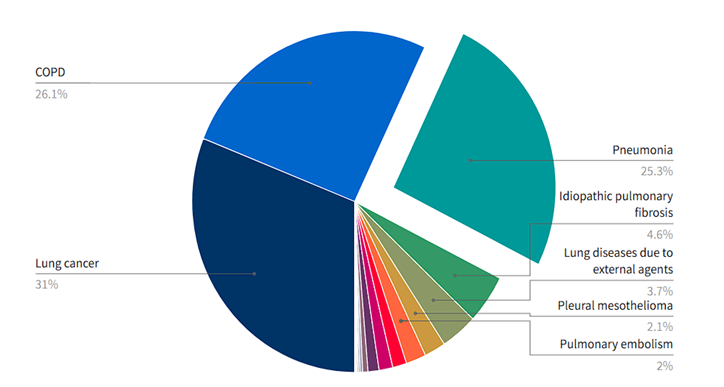 COPD
26.1%
Pneumonia
25.3%
Idiopathic pulmonary
fibrosis
4.6%
Lung cancer
31%
Lung diseases due to
external agents
3.7%
Pleural mesothelioma
2.1%
Pulmonary embolism
2%